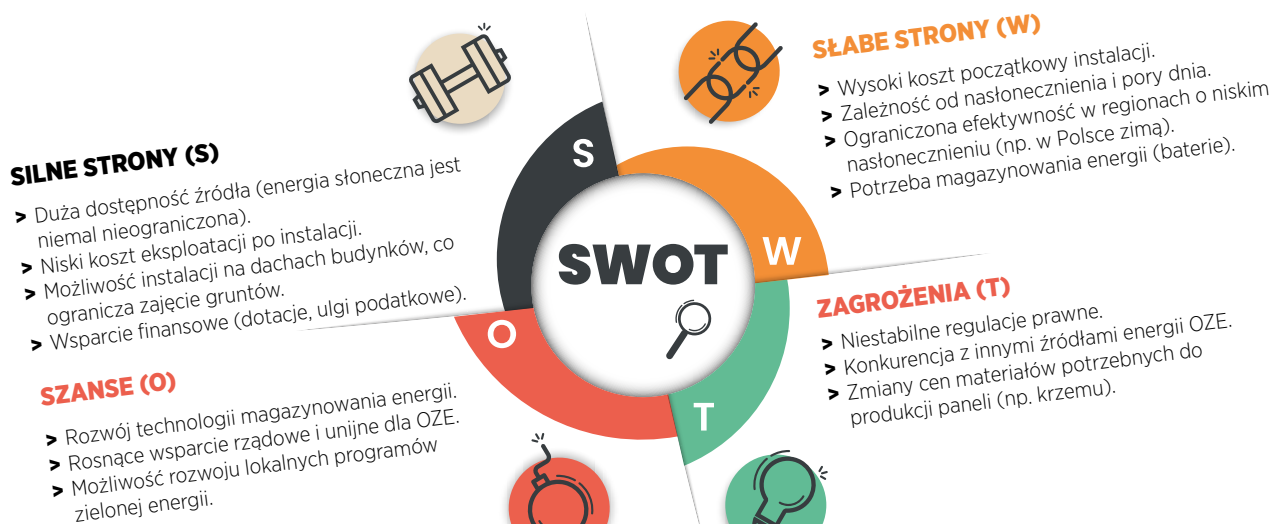 SILNE STRONY (S)
> Duża dostępność źródła (energia słoneczna jest
niemal nieograniczona).
> Niski koszt eksploatacji po instalacji.
> Możliwość instalacji na dachach budynków, co
ogranicza zajęcie gruntów.
> Wsparcie finansowe (dotacje, ulgi podatkowe).
SŁABE STRONY (W)
> Wysoki koszt początkowy instalacji.
> Zależność od nasłonecznienia i pory dnia.
> Ograniczona efektywność w regionach o niskim
nasłonecznieniu (np. w Polsce zimą).
> Potrzeba magazynowania energii (baterie).
S
W
SWOT
O
T
SZANSE (O)
> Rozwój technologii magazynowania energii.
> Rosnące wsparcie rządowe i unijne dla OZE.
> Możliwość rozwoju lokalnych programów
zielonej energii.
ZAGROŻENIA (T)
> Niestabilne regulacje prawne.
> Konkurencja z innymi źródłami energii OZE.
> Zmiany cen materiałów potrzebnych do
produkcji paneli (np. krzemu).